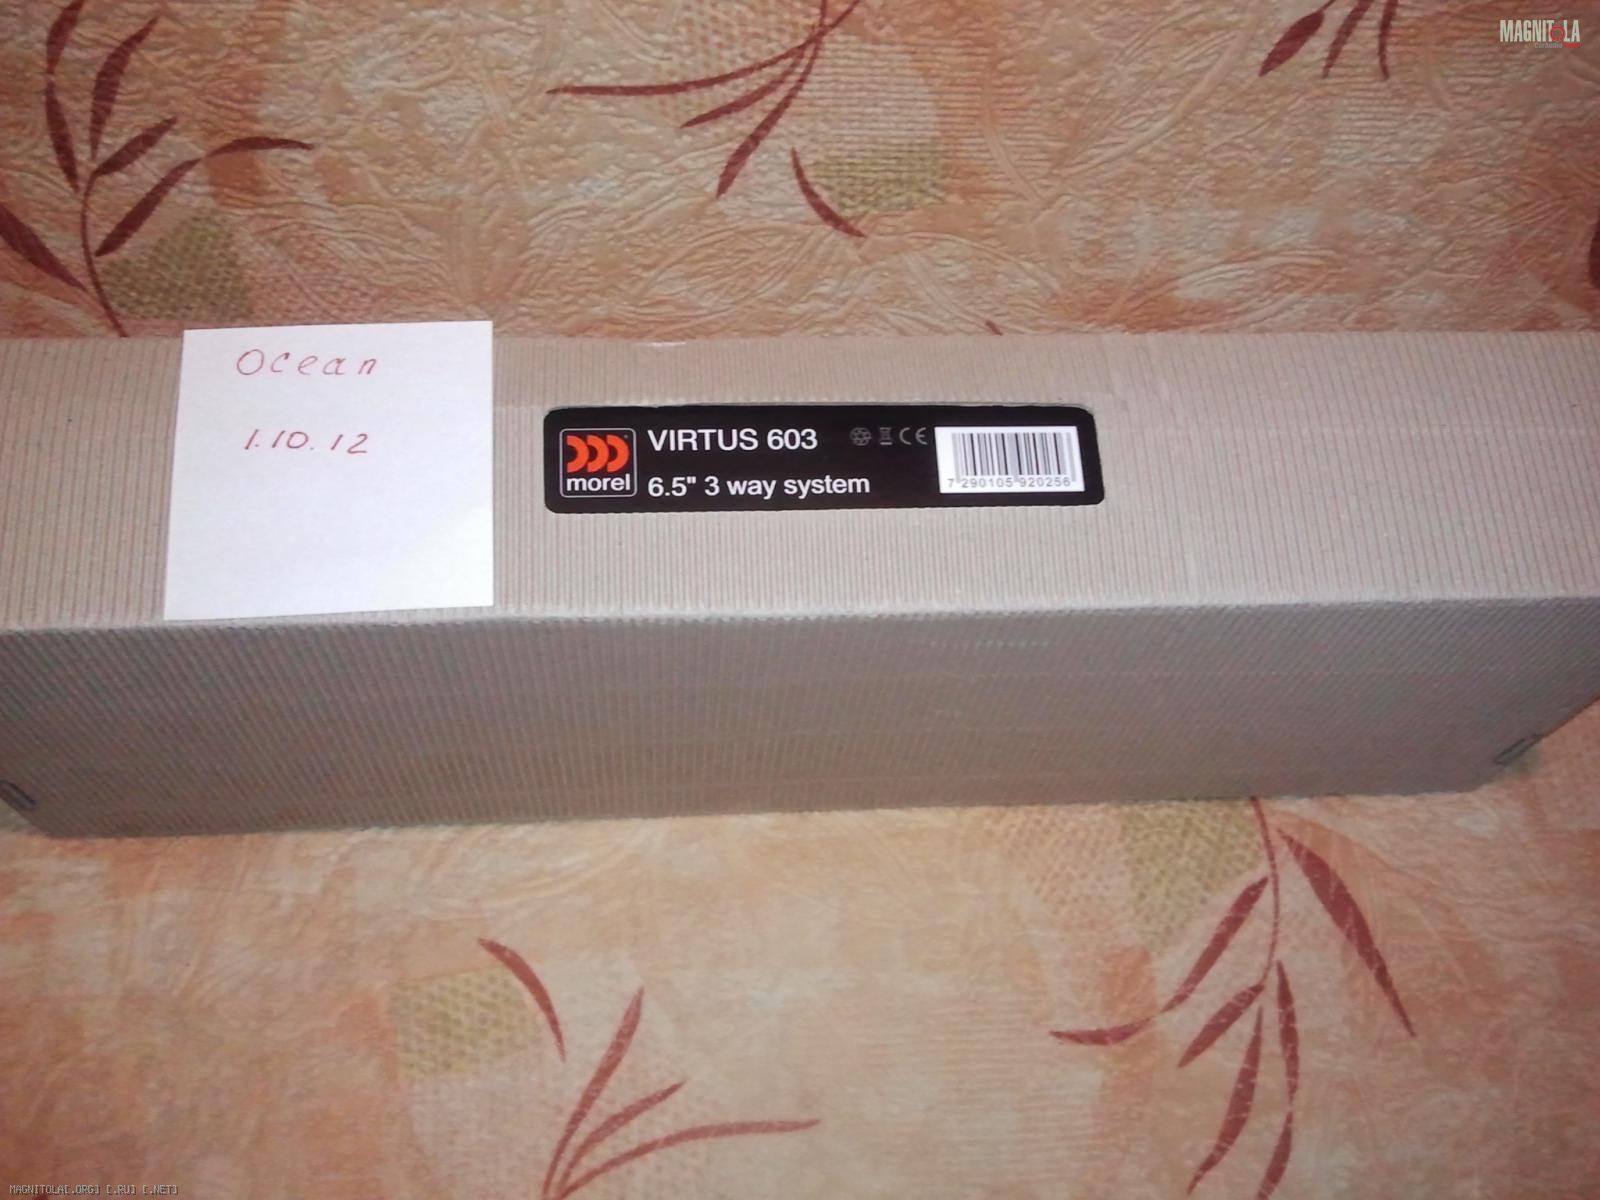 MAGNITOLA
Ocean
1.10.12
VIRTUS 603
6.5" 3 way system
morel
CE
7 290105 920256
MAGNITOLA[.ORG] [.RU] [.NET]